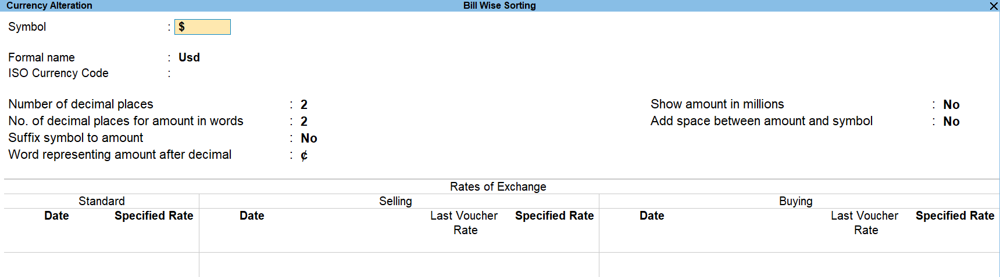 Currency Alteration Bill Wise Sorting X
Symbol : $
Formal name : Usd
ISO Currency Code :
Number of decimal places : 2 Show amount in millions : No
No. of decimal places for amount in words : 2 Add space between amount and symbol : No
Suffix symbol to amount : No
Word representing amount after decimal : ¢
Rates of Exchange
Standard Selling Buying
Date Specified Rate Date Last Voucher Rate Specified Rate Date Last Voucher Rate Specified Rate